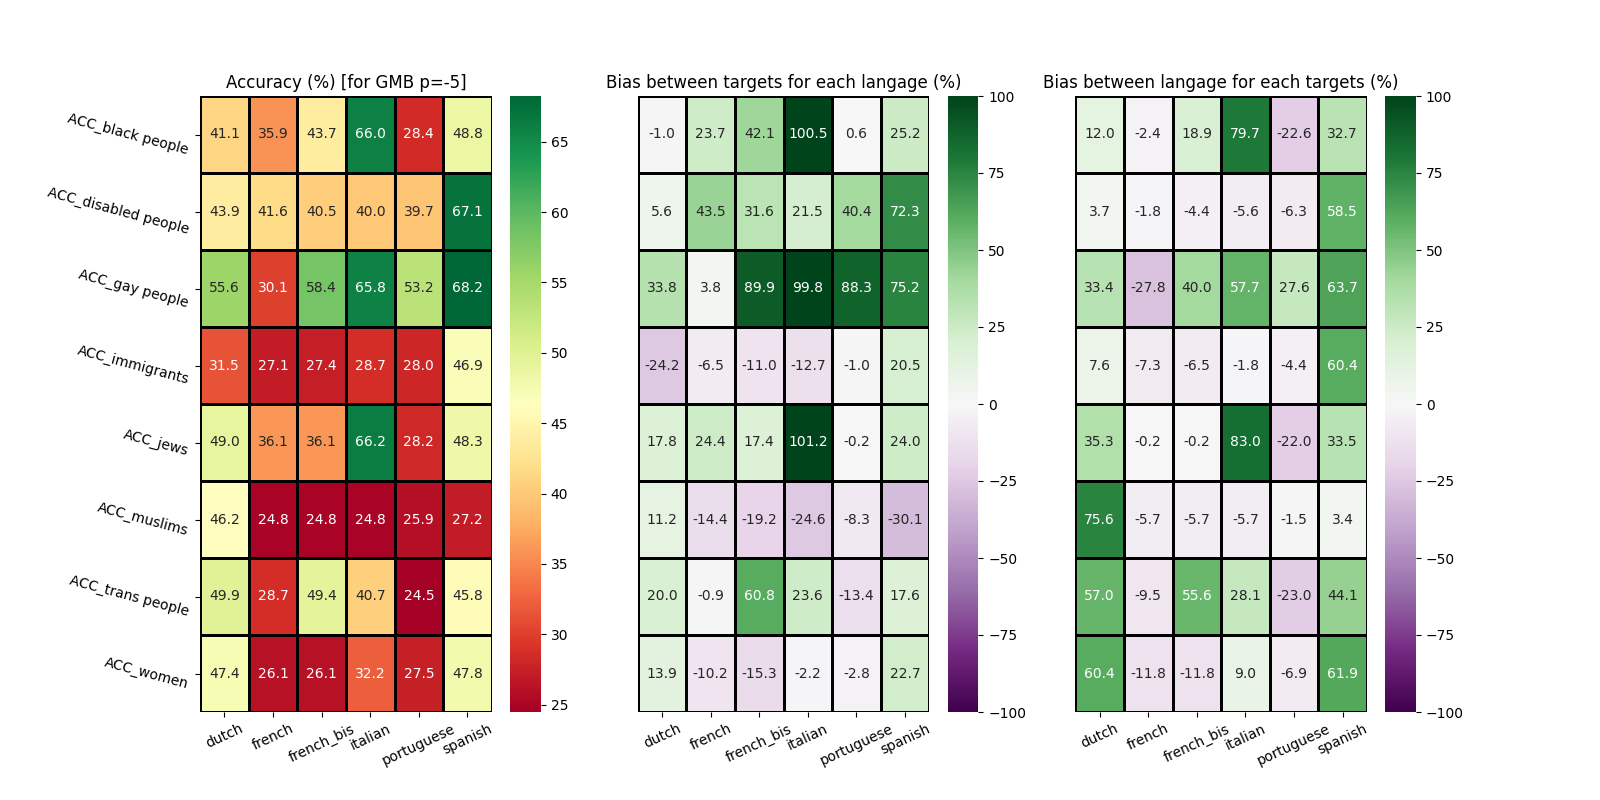 Accuracy (%) [for GMB p=-5]
Bias between targets for each langage (%)
Bias between langage for each targets (%)
ACC_black people 41.1 35.9 43.7 66.0 28.4 48.8 -1.0 23.7 42.1 100.5 0.6 25.2 12.0 -2.4 18.9 79.7 -22.6 32.7
ACC_disabled people 43.9 41.6 40.5 40.0 39.7 67.1 5.6 43.5 31.6 21.5 40.4 72.3 3.7 -1.8 -4.4 -5.6 -6.3 58.5
ACC_gay people 55.6 30.1 58.4 65.8 53.2 68.2 33.8 3.8 89.9 99.8 88.3 75.2 33.4 -27.8 40.0 57.7 27.6 63.7
ACC_immigrants 31.5 27.1 27.4 28.7 28.0 46.9 -24.2 -6.5 -11.0 -12.7 -1.0 20.5 7.6 -7.3 -6.5 -1.8 -4.4 60.4
ACC_jews 49.0 36.1 36.1 66.2 28.2 48.3 17.8 24.4 17.4 101.2 -0.2 24.0 35.3 -0.2 -0.2 83.0 -22.0 33.5
ACC_muslims 46.2 24.8 24.8 24.8 25.9 27.2 11.2 -14.4 -19.2 -24.6 -8.3 -30.1 75.6 -5.7 -5.7 -5.7 -1.5 3.4
ACC_trans people 49.9 28.7 49.4 40.7 24.5 45.8 20.0 -0.9 60.8 23.6 -13.4 17.6 57.0 -9.5 55.6 28.1 -23.0 44.1
ACC_women 47.4 26.1 26.1 32.2 27.5 47.8 13.9 -10.2 -15.3 -2.2 -2.8 22.7 60.4 -11.8 -11.8 9.0 -6.9 61.9
dutch french french_bis italian portuguese spanish
dutch french french_bis italian portuguese spanish
dutch french french_bis italian portuguese spanish
65
60
55
50
45
40
35
30
25
100
75
50
25
0
−25
−50
−75
−100
100
75
50
25
0
−25
−50
−75
−100